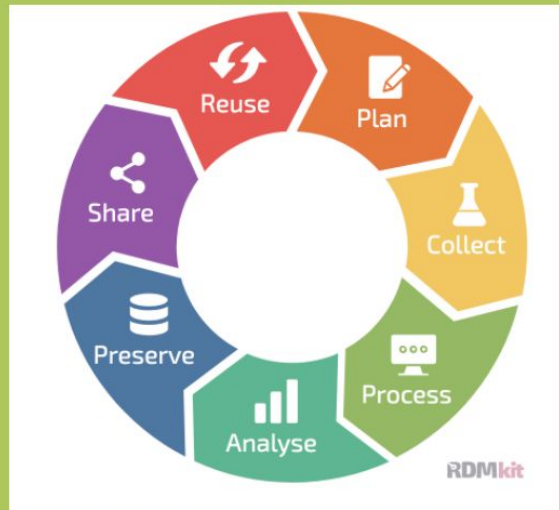 Reuse
Plan
Share
Collect
Preserve
Process
Analyse
RDMkit